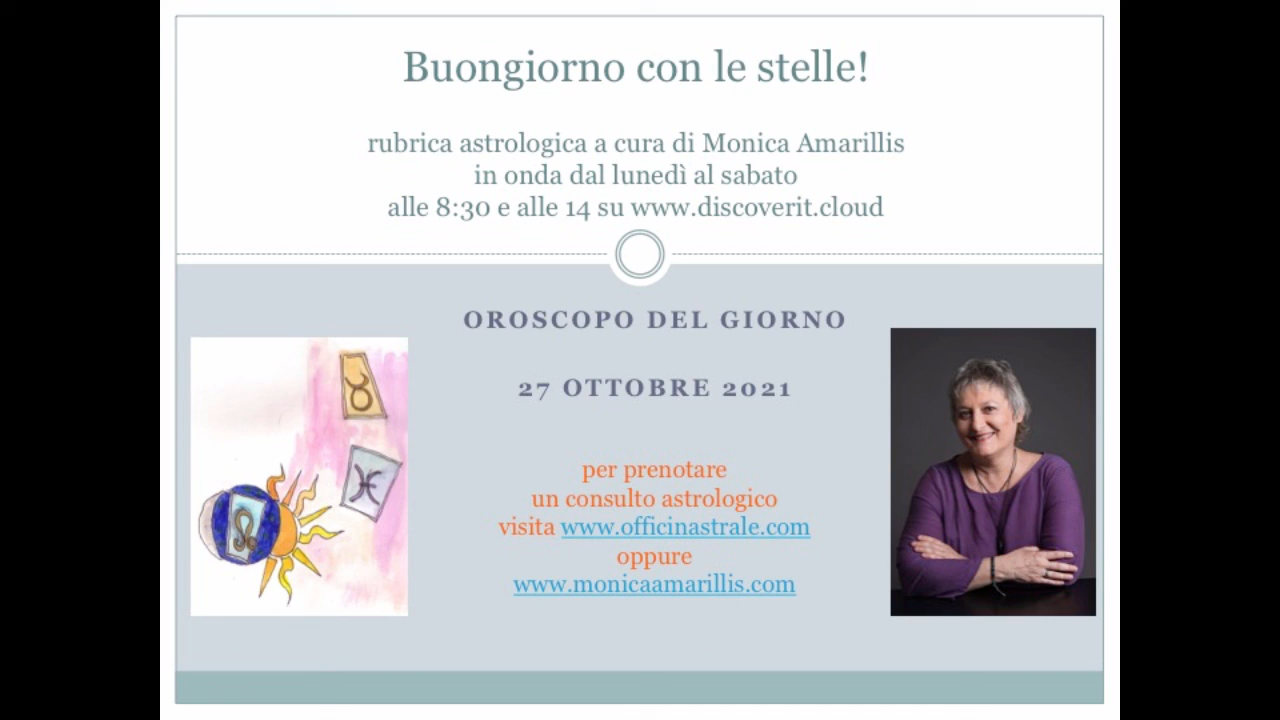 Buongiorno con le stelle!
rubrica astrologica a cura di Monica Amarillis
in onda dal lunedì al sabato
alle 8:30 e alle 14 su www.discoverit.cloud
OROSCOPO DEL GIORNO
27 OTTOBRE 2021
per prenotare
un consulto astrologico
visita www.officinastrale.com
oppure
www.monicaamarillis.com